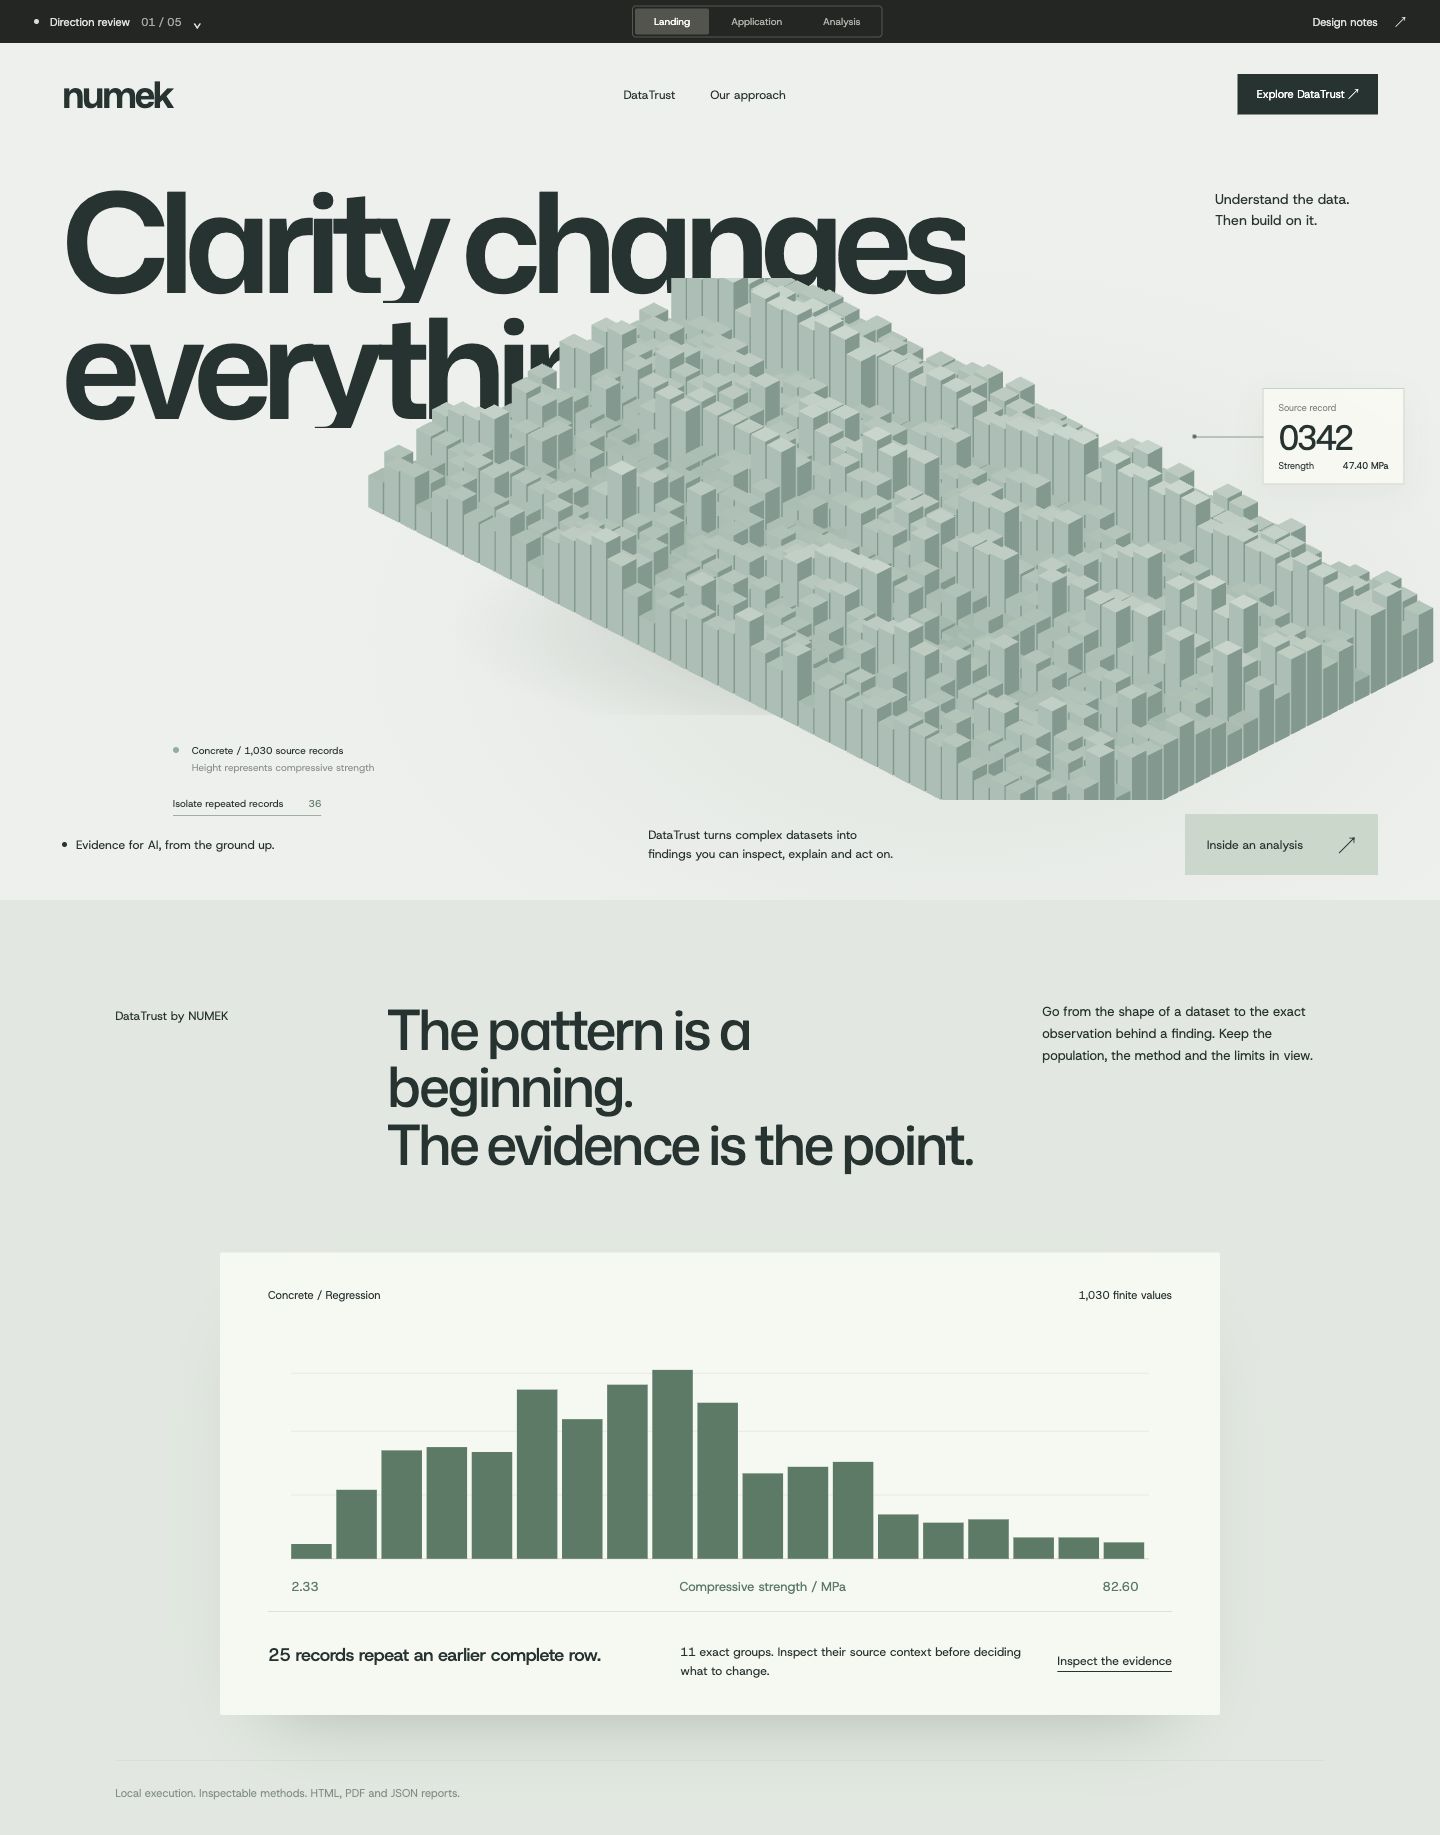 Direction review 01 / 05
Landing
Application
Analysis
Design notes
numek
DataTrust
Our approach
Explore DataTrust
Clarity changes
Understand the data.
Then build on it.
Source record
0342
Strength 47.40 MPa
Concrete / 1,030 source records
Height represents compressive strength
Isolate repeated records 36
Evidence for AI, from the ground up.
DataTrust turns complex datasets into
findings you can inspect, explain and act on.
Inside an analysis
DataTrust by NUMEK
The pattern is a
beginning.
The evidence is the point.
Go from the shape of a dataset to the exact
observation behind a finding. Keep the
population, the method and the limits in view.
Concrete / Regression
1,030 finite values
2.33
Compressive strength / MPa
82.60
25 records repeat an earlier complete row.
11 exact groups. Inspect their source context before deciding
what to change.
Inspect the evidence
Local execution. Inspectable methods. HTML, PDF and JSON reports.